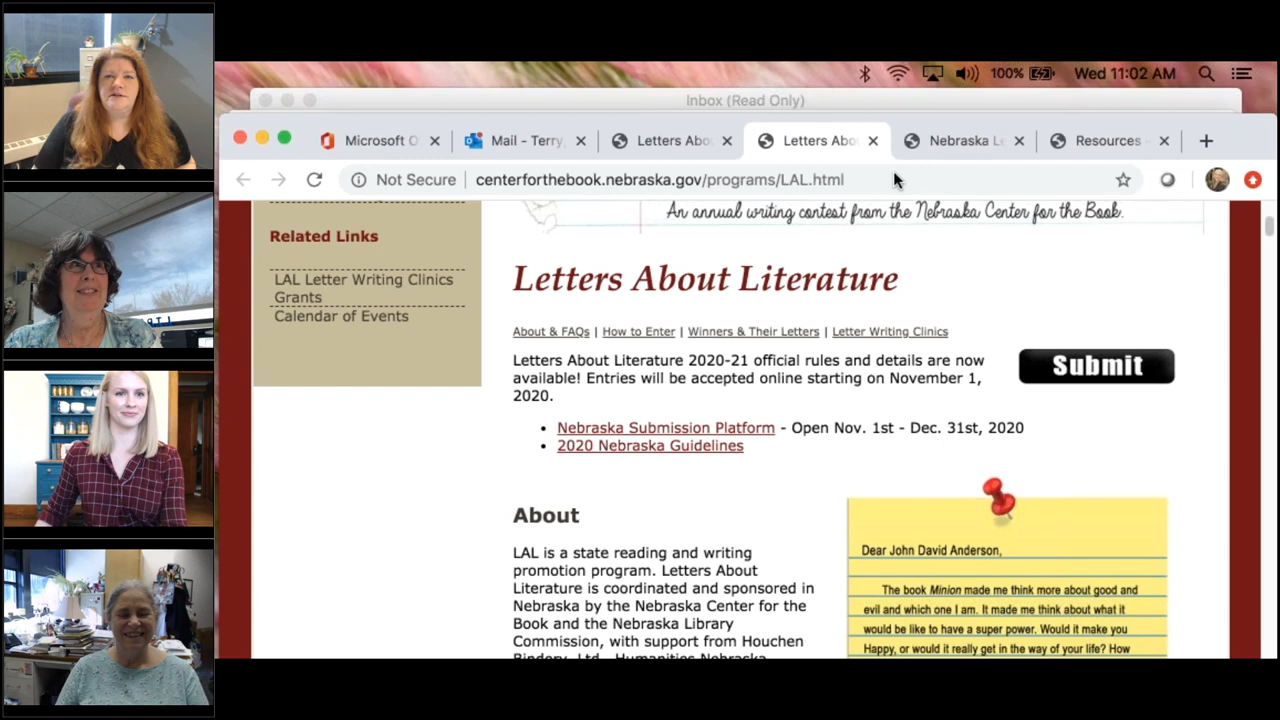 100%
Wed 11:02 AM
Inbox (Read Only)
Microsoft O
Mail - Terry,
Letters Abo
Letters Abo
Nebraska Le
Resources -
Not Secure
centerforthebook.nebraska.gov/programs/LAL.html
An annual writing contest from the Nebraska Center for the Book.
Related Links
LAL Letter Writing Clinics
Grants
Calendar of Events
Letters About Literature
About & FAQs | How to Enter | Winners & Their Letters | Letter Writing Clinics
Letters About Literature 2020-21 official rules and details are now
available! Entries will be accepted online starting on November 1,
2020.
Submit
• Nebraska Submission Platform - Open Nov. 1st - Dec. 31st, 2020
• 2020 Nebraska Guidelines
About
LAL is a state reading and writing
promotion program. Letters About
Literature is coordinated and sponsored in
Nebraska by the Nebraska Center for the
Book and the Nebraska Library
Commission, with support from Houchen
Bindery, Ltd., Humanities Nebraska,
Dear John David Anderson,
The book Minion made me think more about good and
evil and which one I am. It made me think about what it
would be like to have a super power. Would it make you
Happy, or would it really get in the way of your life? How